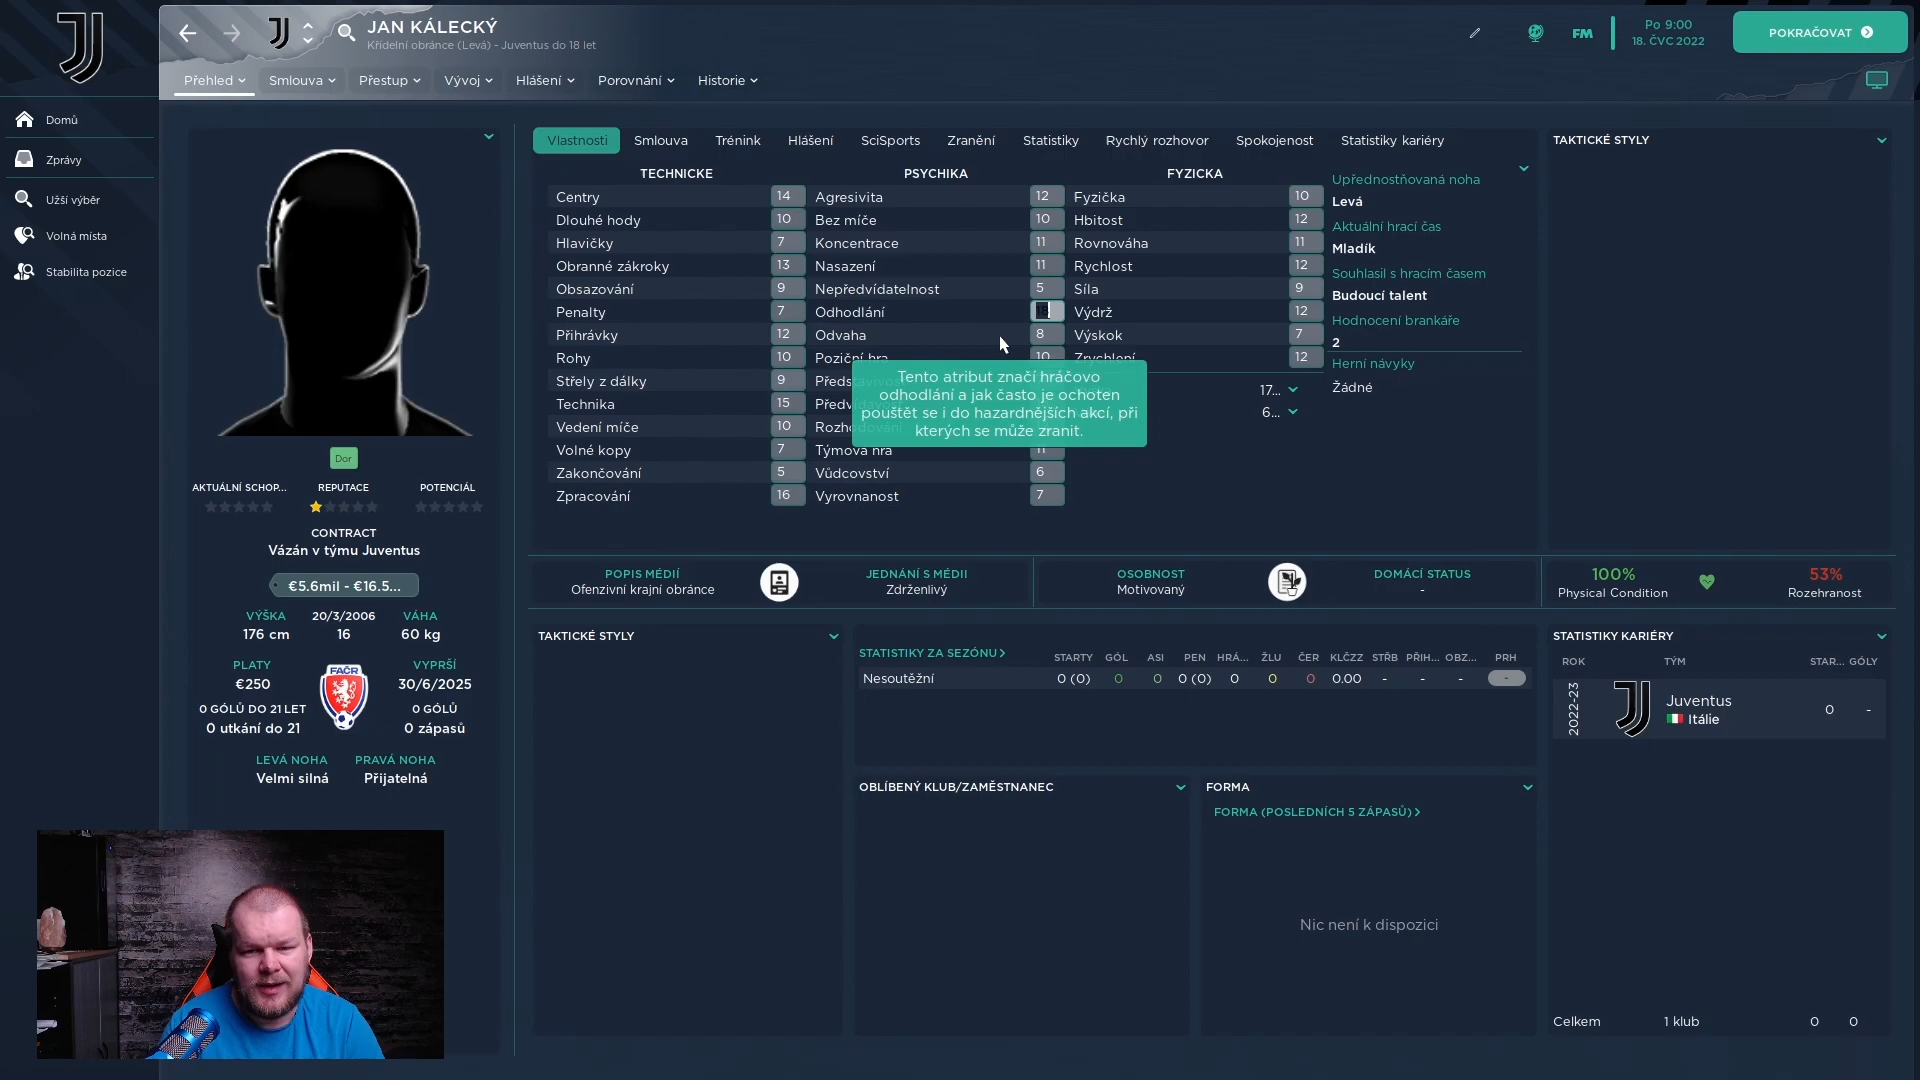 JAN KÁLECKÝ
Křídelní obránce (Levá) - Juventus do 18 let
FM
Po 9:00
18. ČVC 2022
POKRAČOVAT
Přehled
Smlouva
Přestup
Vývoj
Hlášení
Porovnání
Historie
Domů
Zprávy
Užší výběr
Volná místa
Stabilita pozice
Dor
AKTUÁLNÍ SCHOP...
REPUTACE
POTENCIÁL
CONTRACT
Vázán v týmu Juventus
€5.6mil - €16.5...
VÝŠKA 20/3/2006 VÁHA
176 cm 16 60 kg
PLATY
€250
FAČR
VYPRŠÍ
30/6/2025
0 GÓLŮ DO 21 LET
0 utkání do 21
0 GÓLŮ
0 zápasů
LEVÁ NOHA PRAVÁ NOHA
Velmi silná Přijatelná
Vlastnosti
Smlouva
Trénink
Hlášení
SciSports
Zranění
Statistiky
Rychlý rozhovor
Spokojenost
Statistiky kariéry
TECHNICKE
Centry 14
Dlouhé hody 10
Hlavičky 7
Obranné zákroky 13
Obsazování 9
Penalty 7
Přihrávky 12
Rohy 10
Střely z dálky 9
Technika 15
Vedení míče 10
Volné kopy 7
Zakončování 5
Zpracování 16
PSYCHIKA
Agresivita 12
Bez míče 10
Koncentrace 11
Nasazení 11
Nepředvídatelnost 5
Odhodlání
Odvaha 8
Poziční hra 10
Týmová hra 11
Vůdcovství 6
Vyrovnanost 7
Tento atribut značí hráčovo
odhodlání a jak často je ochoten
pouštět se i do hazardnějších akcí, při
kterých se může zranit.
FYZICKA
Fyzička 10
Hbitost 12
Rovnováha 11
Rychlost 12
Síla 9
Výdrž 12
Výskok 7
Zrychlení 12
17...
6...
Upřednostňovaná noha
Levá
Aktuální hrací čas
Mladík
Souhlasil s hracím časem
Budoucí talent
Hodnocení brankáře
2
Herní návyky
Žádné
TAKTICKÉ STYLY
POPIS MÉDIÍ
Ofenzivní krajní obránce
JEDNÁNÍ S MÉDII
Zdrženlivý
OSOBNOST
Motivovaný
DOMÁCÍ STATUS
-
100%
Physical Condition
53%
Rozehranost
TAKTICKÉ STYLY
STATISTIKY ZA SEZÓNU STARTY GÓL ASI PEN HRÁ... ŽLU ČER KLČZZ STŘB PŘIH... OBZ... PRH
Nesoutěžní 0 (0) 0 0 0 (0) 0 0 0 0.00 - - - -
OBLÍBENÝ KLUB/ZAMĚSTNANEC
FORMA
FORMA (POSLEDNÍCH 5 ZÁPASŮ)
Nic není k dispozici
STATISTIKY KARIÉRY
ROK TÝM STAR... GÓLY
2022-23
Juventus 0 -
Itálie
Celkem 1 klub 0 0